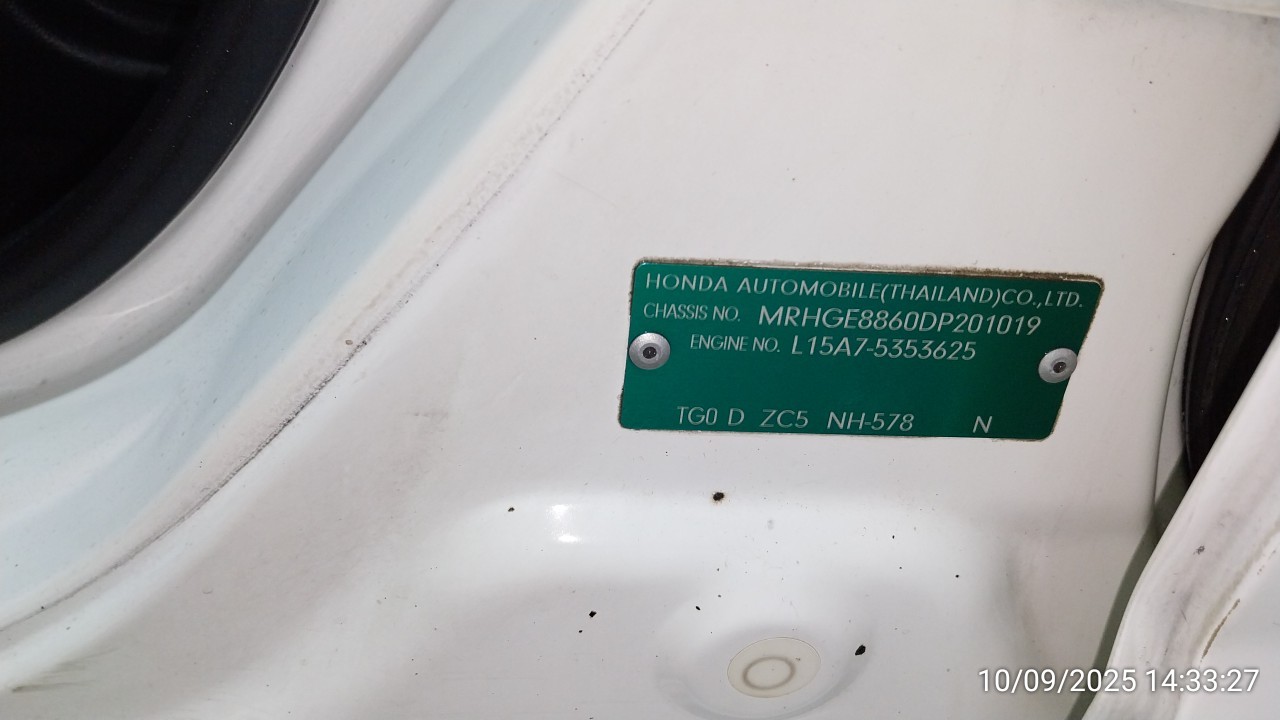 HONDA AUTOMOBILE(THAILAND)CO.,LTD.
CHASSIS NO. MRHGE8860DP201019
ENGINE NO. L15A7-5353625
TG0 D ZC5 NH-578 N
10/09/2025 14:33:27